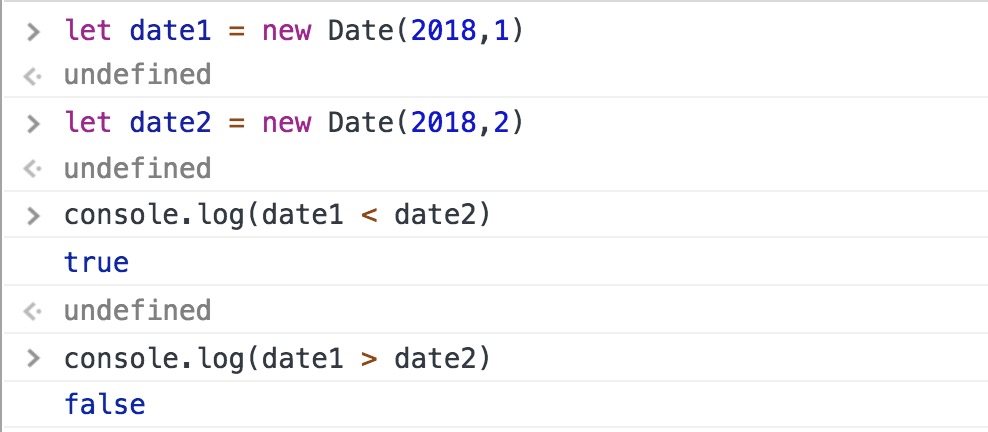 > let date1 = new Date(2018,1)
< undefined
> let date2 = new Date(2018,2)
< undefined
> console.log(date1 < date2)
true
< undefined
> console.log(date1 > date2)
false